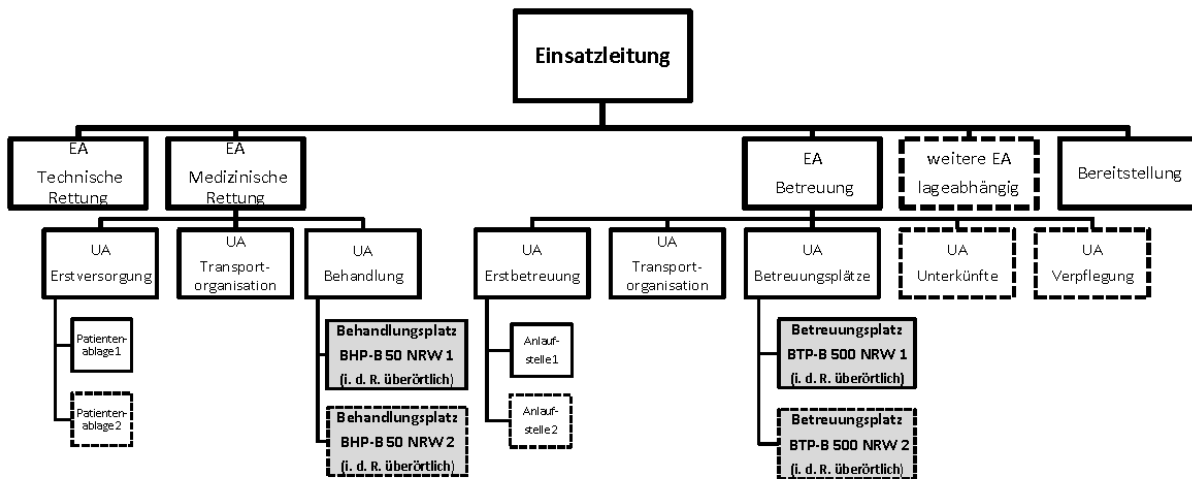 Einsatzleitung
EA
Technische
Rettung
EA
Medizinische
Rettung
EA
Betreuung
weitere EA
lageabhängig
Bereitstellung
UA
Erstversorgung
UA
Transport-
organisation
UA
Behandlung
UA
Erstbetreuung
UA
Transport-
organisation
UA
Betreuungsplätze
UA
Unterkünfte
UA
Verpflegung
Patienten-
ablage1
Patienten-
ablage2
Behandlungsplatz
BHP-B 50 NRW 1
(i. d. R. überörtlich)
Behandlungsplatz
BHP-B 50 NRW 2
(i. d. R. überörtlich)
Anlauf-
stelle1
Anlauf-
stelle2
Betreuungsplatz
BTP-B 500 NRW 1
(i. d. R. überörtlich)
Betreuungsplatz
BTP-B 500 NRW 2
(i. d. R. überörtlich)